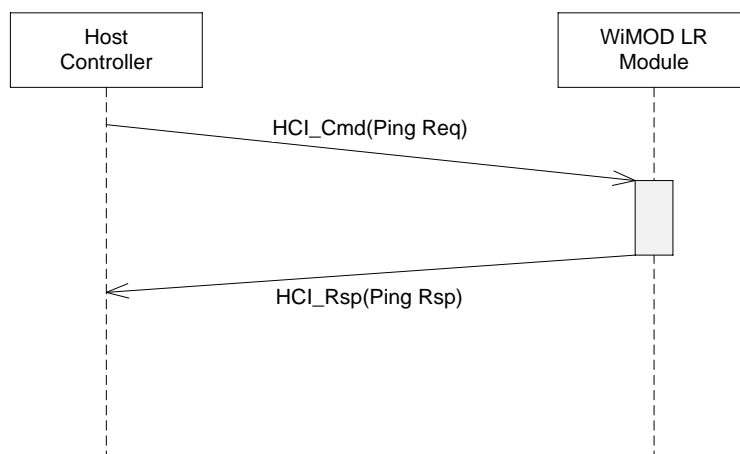 Host
Controller
WiMOD LR
Module
HCI_Cmd(Ping Req)
HCI_Rsp(Ping Rsp)